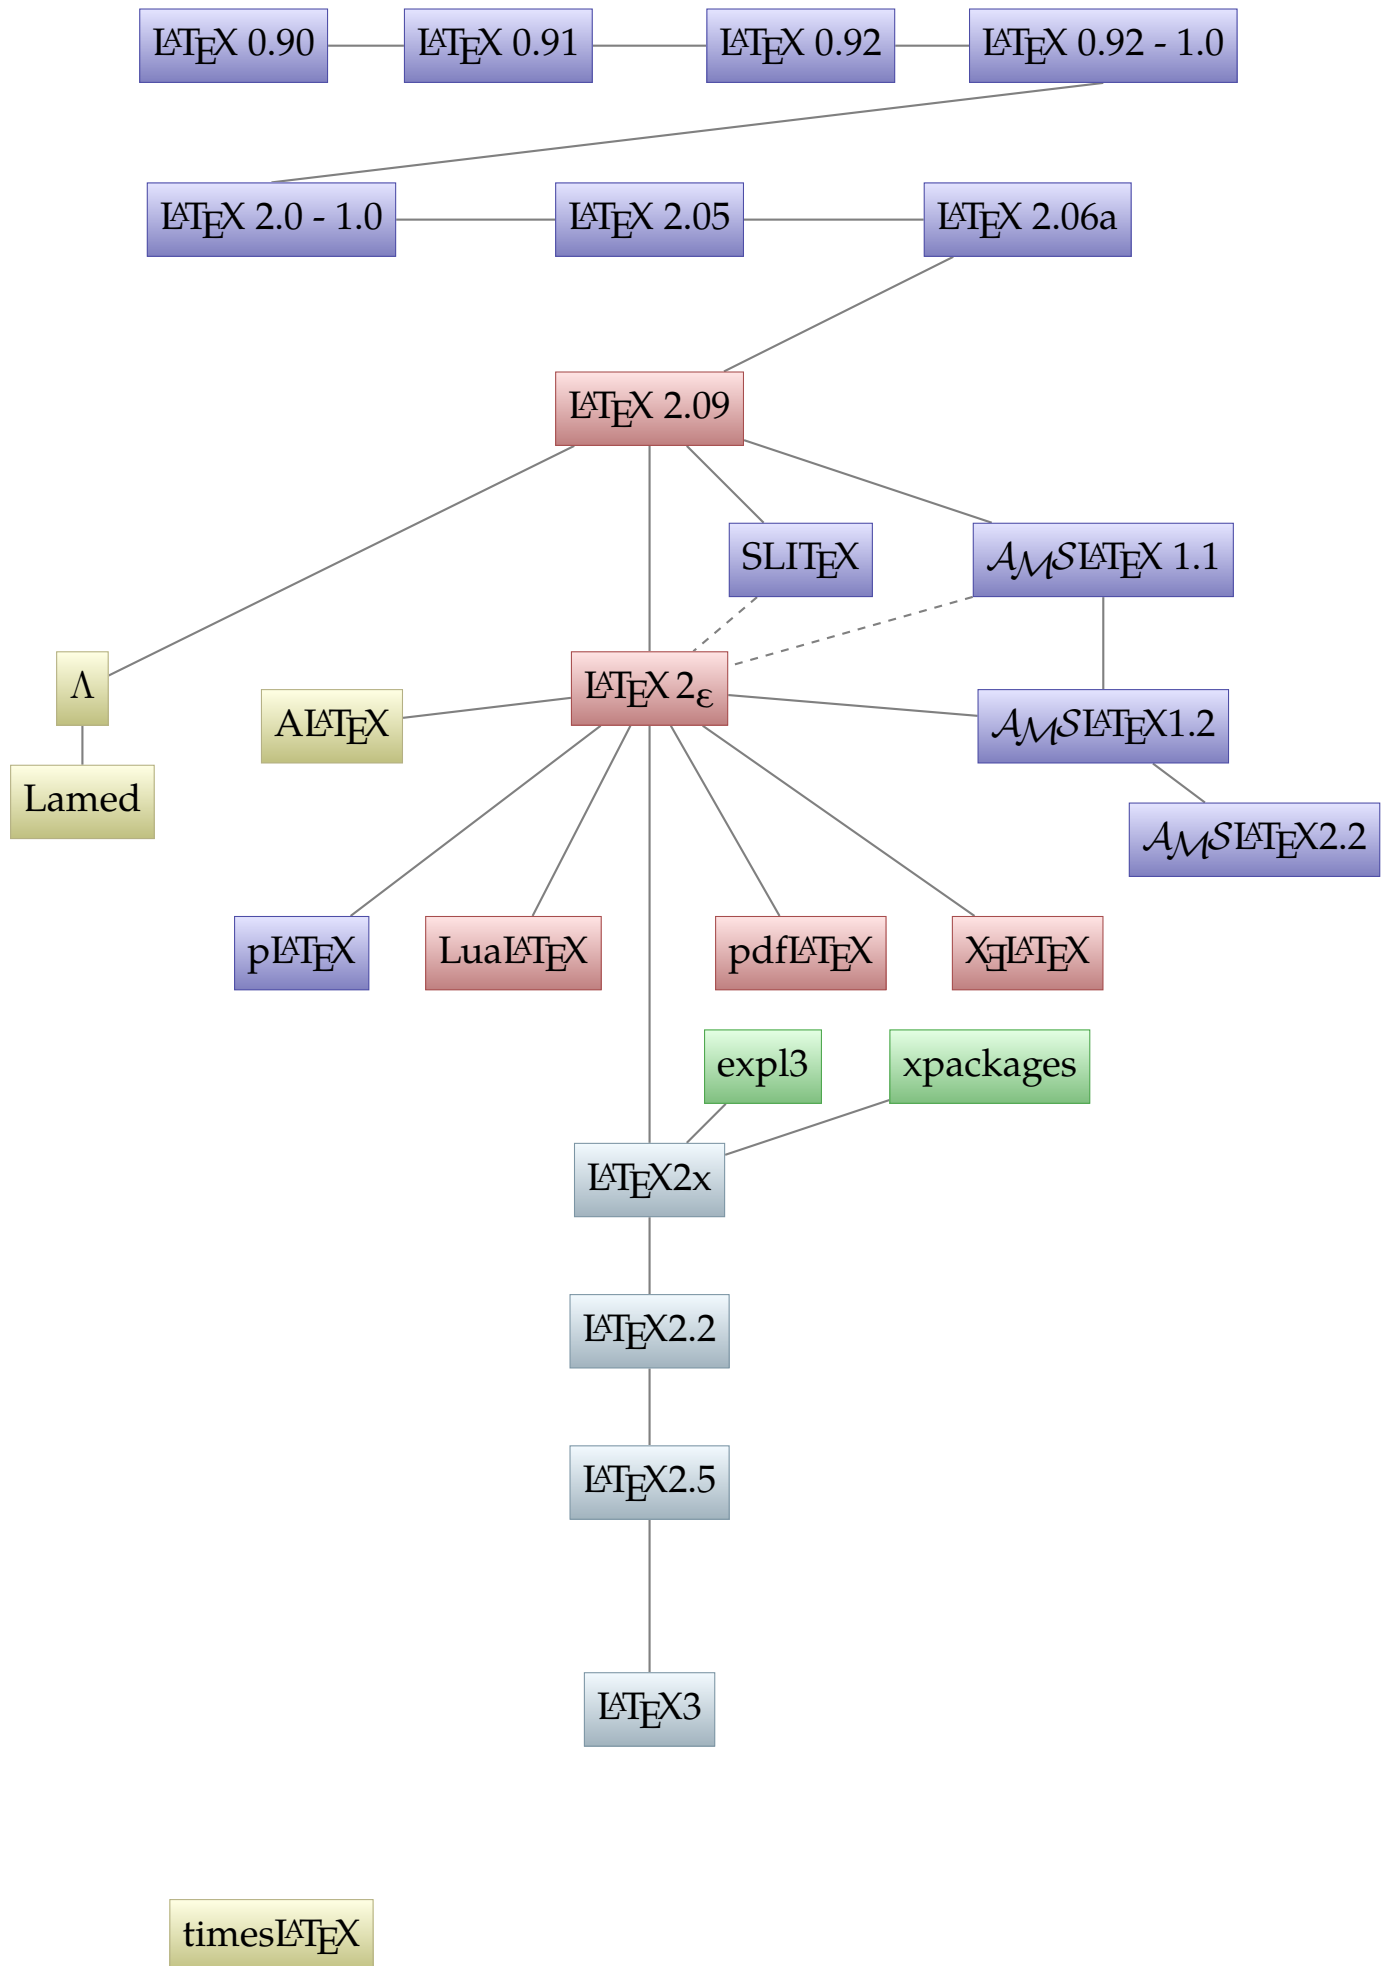 LATEX 0.90 LATEX 0.91 LATEX 0.92 LATEX 0.92 - 1.0
LATEX 2.0 - 1.0 LATEX 2.05 LATEX 2.06a
LATEX 2.09
SLITEX AMSLATEX 1.1
Λ LATEX 2ε
ALATEX AMSLATEX1.2
Lamed
AMSLATEX2.2
pLATEX LuaLATEX pdfLATEX XƎLATEX
expl3 xpackages
LATEX2x
LATEX2.2
LATEX2.5
LATEX3
timesLATEX